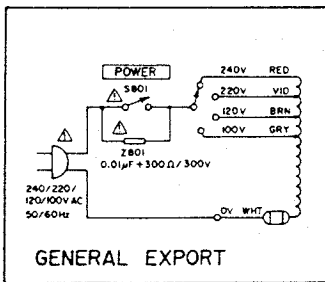 POWER
S801
Z801
0.01µF+300Ω/300V
240V RED
220V VIO
120V BRN
100V GRY
240/220/
120/100V AC
50/60Hz
0V WHT
GENERAL EXPORT